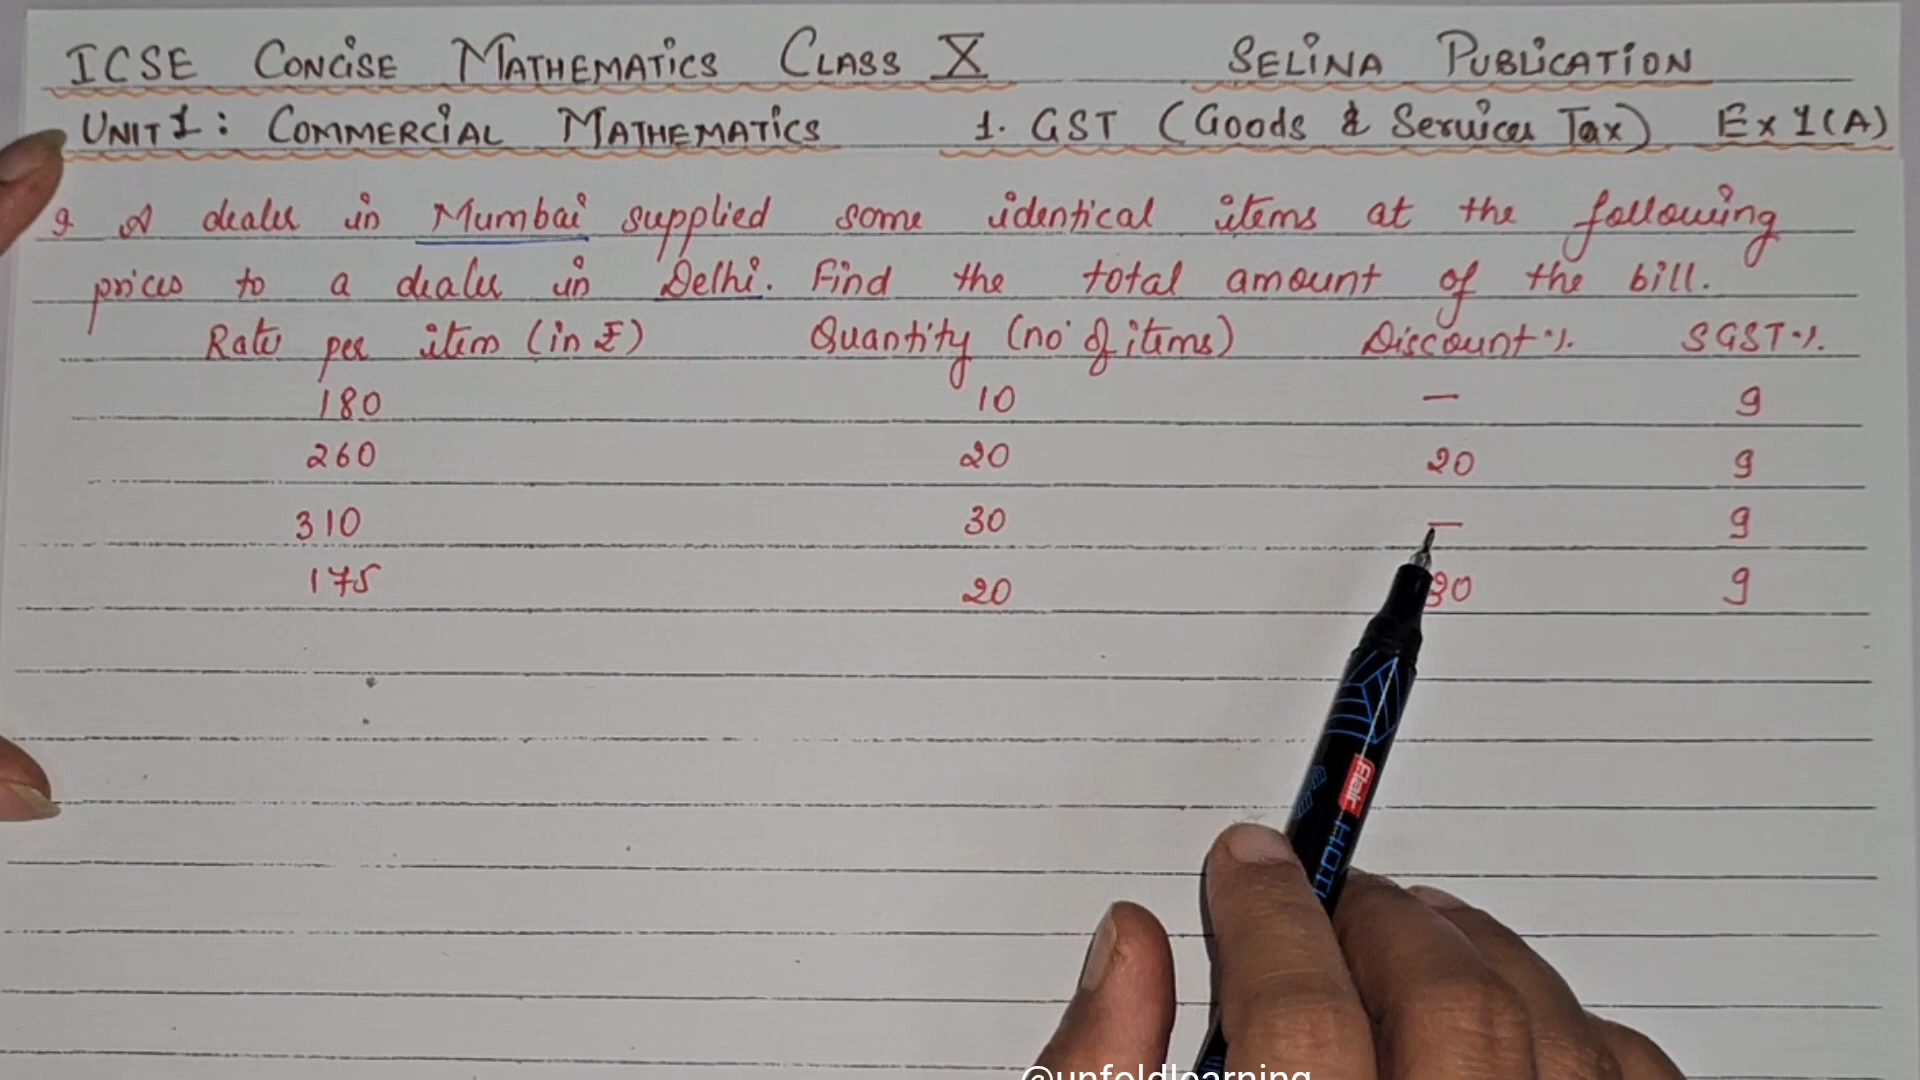 ICSE CONCISE MATHEMATICS CLASS X SELINA PUBLICATION
UNIT 1: COMMERCIAL MATHEMATICS 1. GST (Goods & Services Tax) Ex 1(A)
9 A dealer in Mumbai supplied some identical items at the following
prices to a dealer in Delhi. Find the total amount of the bill.
Rate per item (in ₹) Quantity (no of items) Discount % SGST %
180 10 — 9
260 20 20 9
310 30 — 9
175 20 30 9
Flair
@unfoldlearning